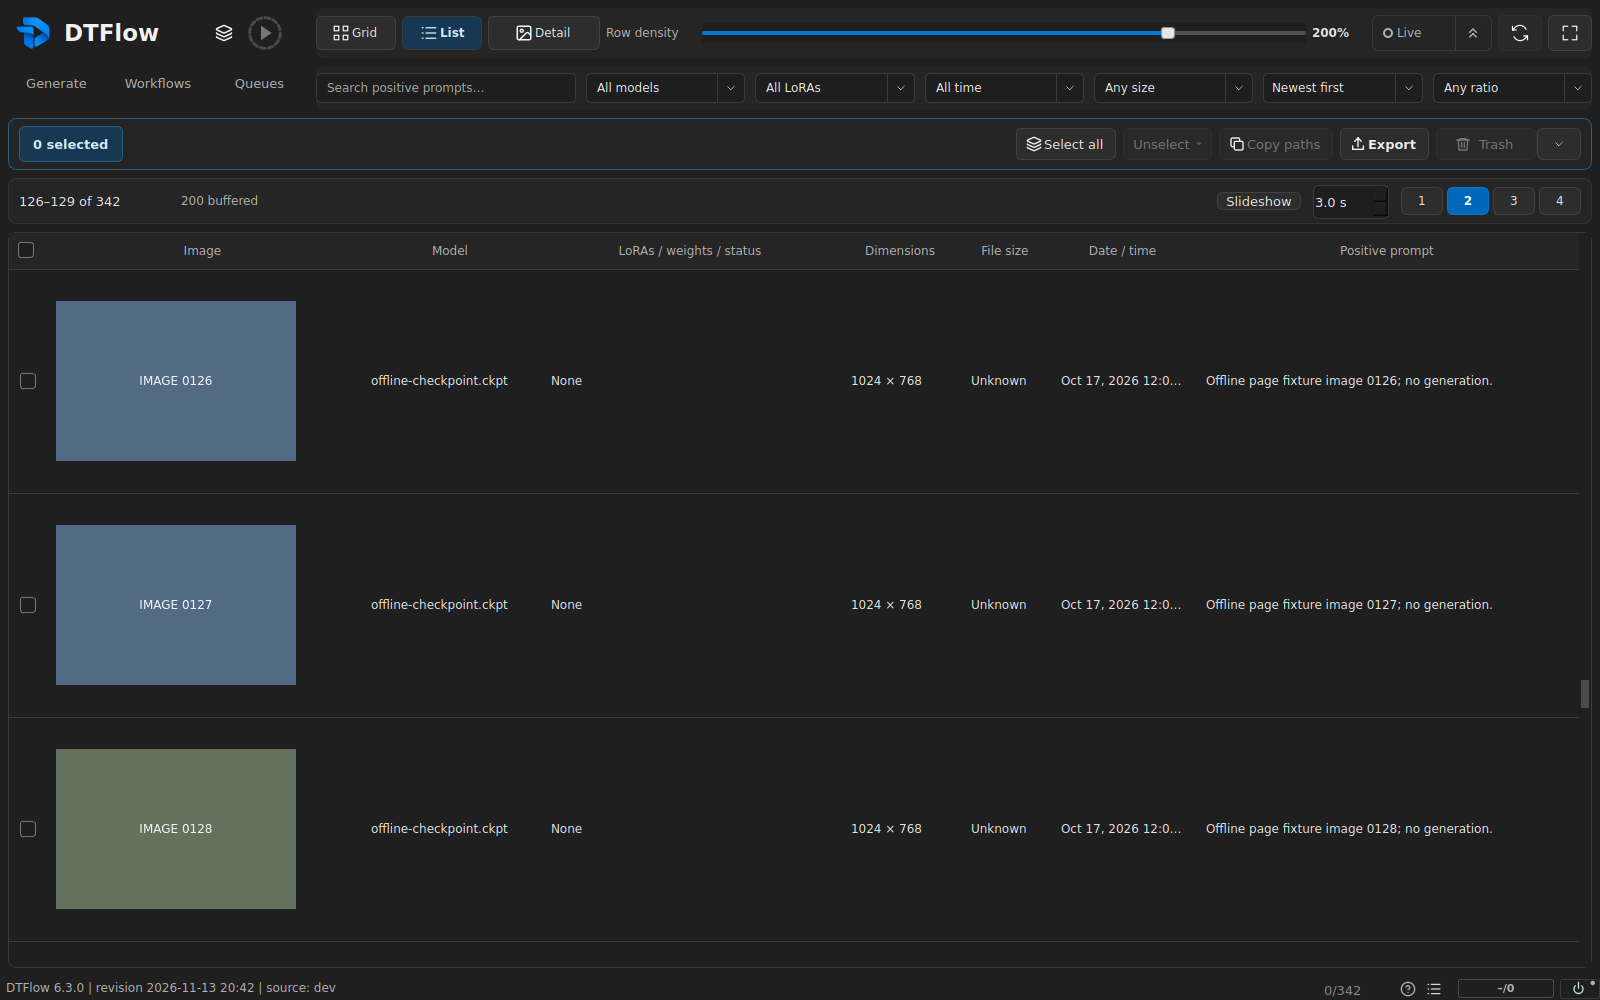 DTFlow
Grid
List
Detail
Row density
200%
Live
Generate
Workflows
Queues
Search positive prompts...
All models
All LoRAs
All time
Any size
Newest first
Any ratio
0 selected
Select all
Unselect
Copy paths
Export
Trash
126–129 of 342
200 buffered
Slideshow
3.0 s
1
2
3
4
Image
Model
LoRAs / weights / status
Dimensions
File size
Date / time
Positive prompt
IMAGE 0126
offline-checkpoint.ckpt
None
1024 × 768
Unknown
Oct 17, 2026 12:0...
Offline page fixture image 0126; no generation.
IMAGE 0127
offline-checkpoint.ckpt
None
1024 × 768
Unknown
Oct 17, 2026 12:0...
Offline page fixture image 0127; no generation.
IMAGE 0128
offline-checkpoint.ckpt
None
1024 × 768
Unknown
Oct 17, 2026 12:0...
Offline page fixture image 0128; no generation.
DTFlow 6.3.0 | revision 2026-11-13 20:42 | source: dev
0/342
–/0